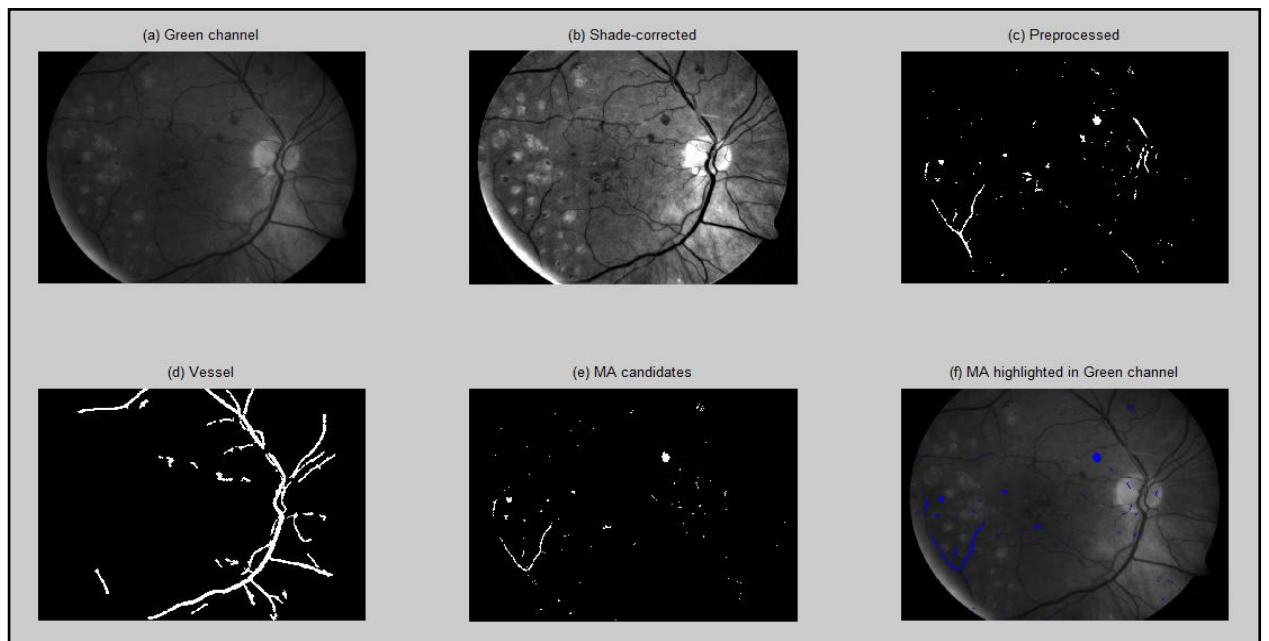 (a) Green channel
(b) Shade-corrected
(c) Preprocessed
(d) Vessel
(e) MA candidates
(f) MA highlighted in Green channel